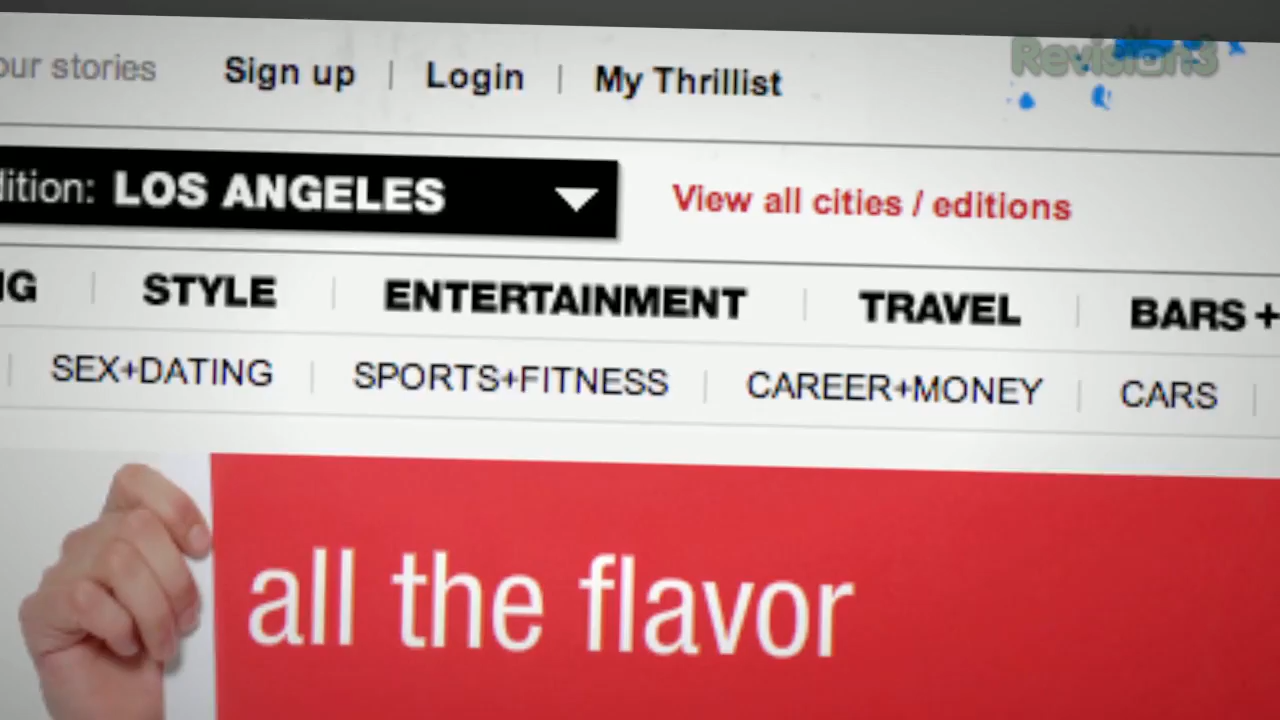 our stories Sign up | Login | My Thrillist
Revision3
dition: LOS ANGELES View all cities / editions
NG STYLE ENTERTAINMENT TRAVEL BARS +
SEX+DATING SPORTS+FITNESS CAREER+MONEY CARS
all the flavor